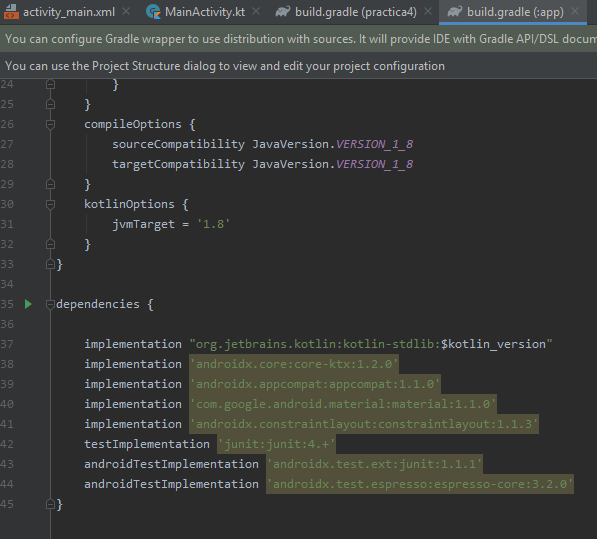 activity_main.xml × MainActivity.kt × build.gradle (practica4) × build.gradle (:app) ×
You can configure Gradle wrapper to use distribution with sources. It will provide IDE with Gradle API/DSL docum
You can use the Project Structure dialog to view and edit your project configuration
24 }
25 }
26 compileOptions {
27 sourceCompatibility JavaVersion.VERSION_1_8
28 targetCompatibility JavaVersion.VERSION_1_8
29 }
30 kotlinOptions {
31 jvmTarget = '1.8'
32 }
33 }
34
35 dependencies {
36
37 implementation "org.jetbrains.kotlin:kotlin-stdlib:$kotlin_version"
38 implementation 'androidx.core:core-ktx:1.2.0'
39 implementation 'androidx.appcompat:appcompat:1.1.0'
40 implementation 'com.google.android.material:material:1.1.0'
41 implementation 'androidx.constraintlayout:constraintlayout:1.1.3'
42 testImplementation 'junit:junit:4.+'
43 androidTestImplementation 'androidx.test.ext:junit:1.1.1'
44 androidTestImplementation 'androidx.test.espresso:espresso-core:3.2.0'
45 }